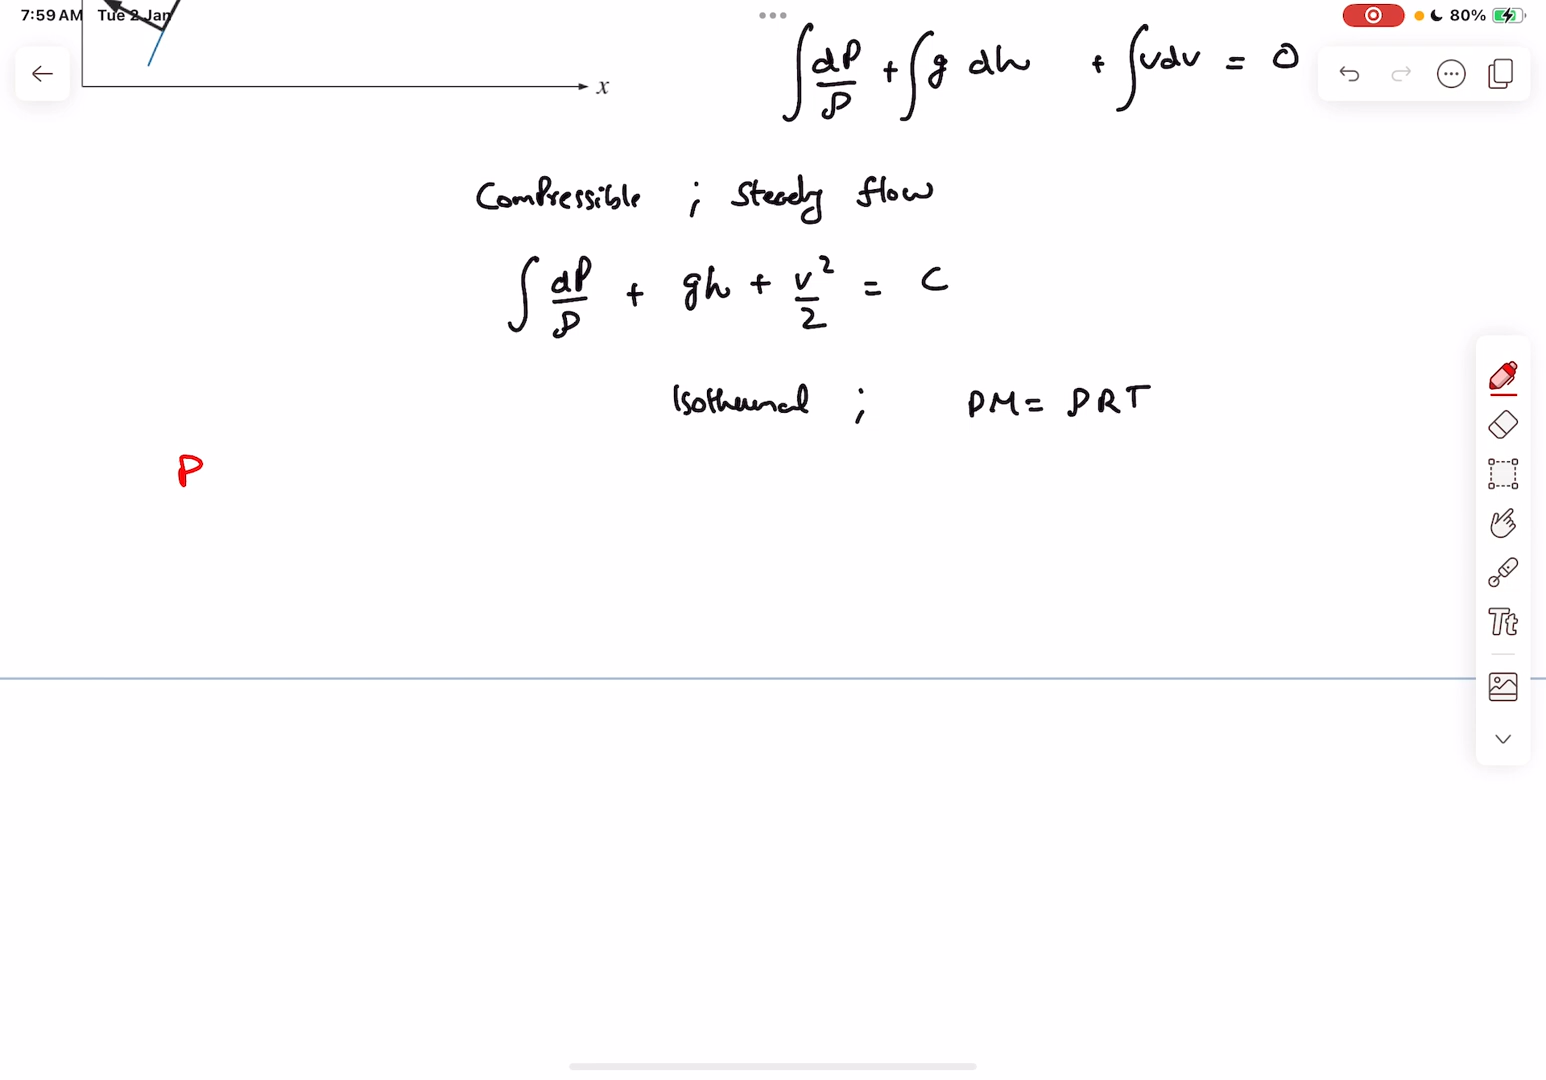 7:59 AM Tue 2 Jan
80%
x
∫ dP/ρ + ∫ g dh + ∫ vdv = 0
Compressible ; Steady flow
∫ dP/ρ + gh + v²/2 = C
Isothermal ; PM = ρRT
P
Tt